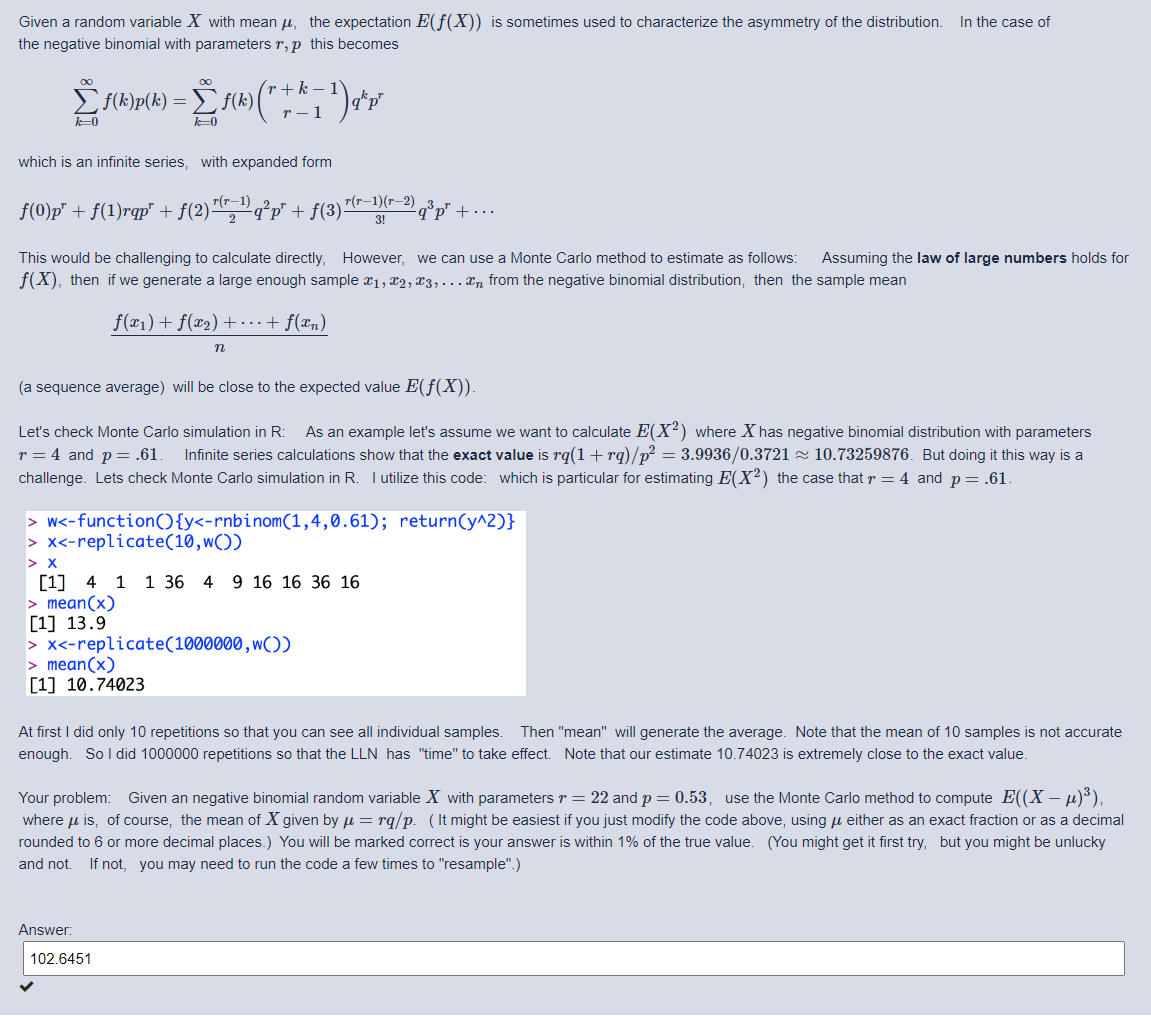 Given a random variable X with mean μ, the expectation E(f(X)) is sometimes used to characterize the asymmetry of the distribution. In the case of
the negative binomial with parameters r, p this becomes
∑_{k=0}^{∞} f(k)p(k) = ∑_{k=0}^{∞} f(k) \binom{r + k − 1}{r − 1} q^k p^r
which is an infinite series, with expanded form
f(0)p^r + f(1)rqp^r + f(2) \frac{r(r−1)}{2} q^2 p^r + f(3) \frac{r(r−1)(r−2)}{3!} q^3 p^r + ⋯
This would be challenging to calculate directly, However, we can use a Monte Carlo method to estimate as follows: Assuming the law of large numbers holds for
f(X), then if we generate a large enough sample x_1, x_2, x_3, … x_n from the negative binomial distribution, then the sample mean
\frac{f(x_1) + f(x_2) + ⋯ + f(x_n)}{n}
(a sequence average) will be close to the expected value E(f(X)).
Let's check Monte Carlo simulation in R: As an example let's assume we want to calculate E(X^2) where X has negative binomial distribution with parameters
r = 4 and p = .61. Infinite series calculations show that the exact value is rq(1 + rq)/p^2 = 3.9936/0.3721 ≈ 10.73259876. But doing it this way is a
challenge. Lets check Monte Carlo simulation in R. I utilize this code: which is particular for estimating E(X^2) the case that r = 4 and p = .61.
> w<-function(){y<-rnbinom(1,4,0.61); return(y^2)}
> x<-replicate(10,w())
> x
[1] 4 1 1 36 4 9 16 16 36 16
> mean(x)
[1] 13.9
> x<-replicate(1000000,w())
> mean(x)
[1] 10.74023
At first I did only 10 repetitions so that you can see all individual samples. Then "mean" will generate the average. Note that the mean of 10 samples is not accurate
enough. So I did 1000000 repetitions so that the LLN has "time" to take effect. Note that our estimate 10.74023 is extremely close to the exact value.
Your problem: Given an negative binomial random variable X with parameters r = 22 and p = 0.53, use the Monte Carlo method to compute E((X − μ)^3),
where μ is, of course, the mean of X given by μ = rq/p. ( It might be easiest if you just modify the code above, using μ either as an exact fraction or as a decimal
rounded to 6 or more decimal places.) You will be marked correct is your answer is within 1% of the true value. (You might get it first try, but you might be unlucky
and not. If not, you may need to run the code a few times to "resample".)
Answer:
102.6451